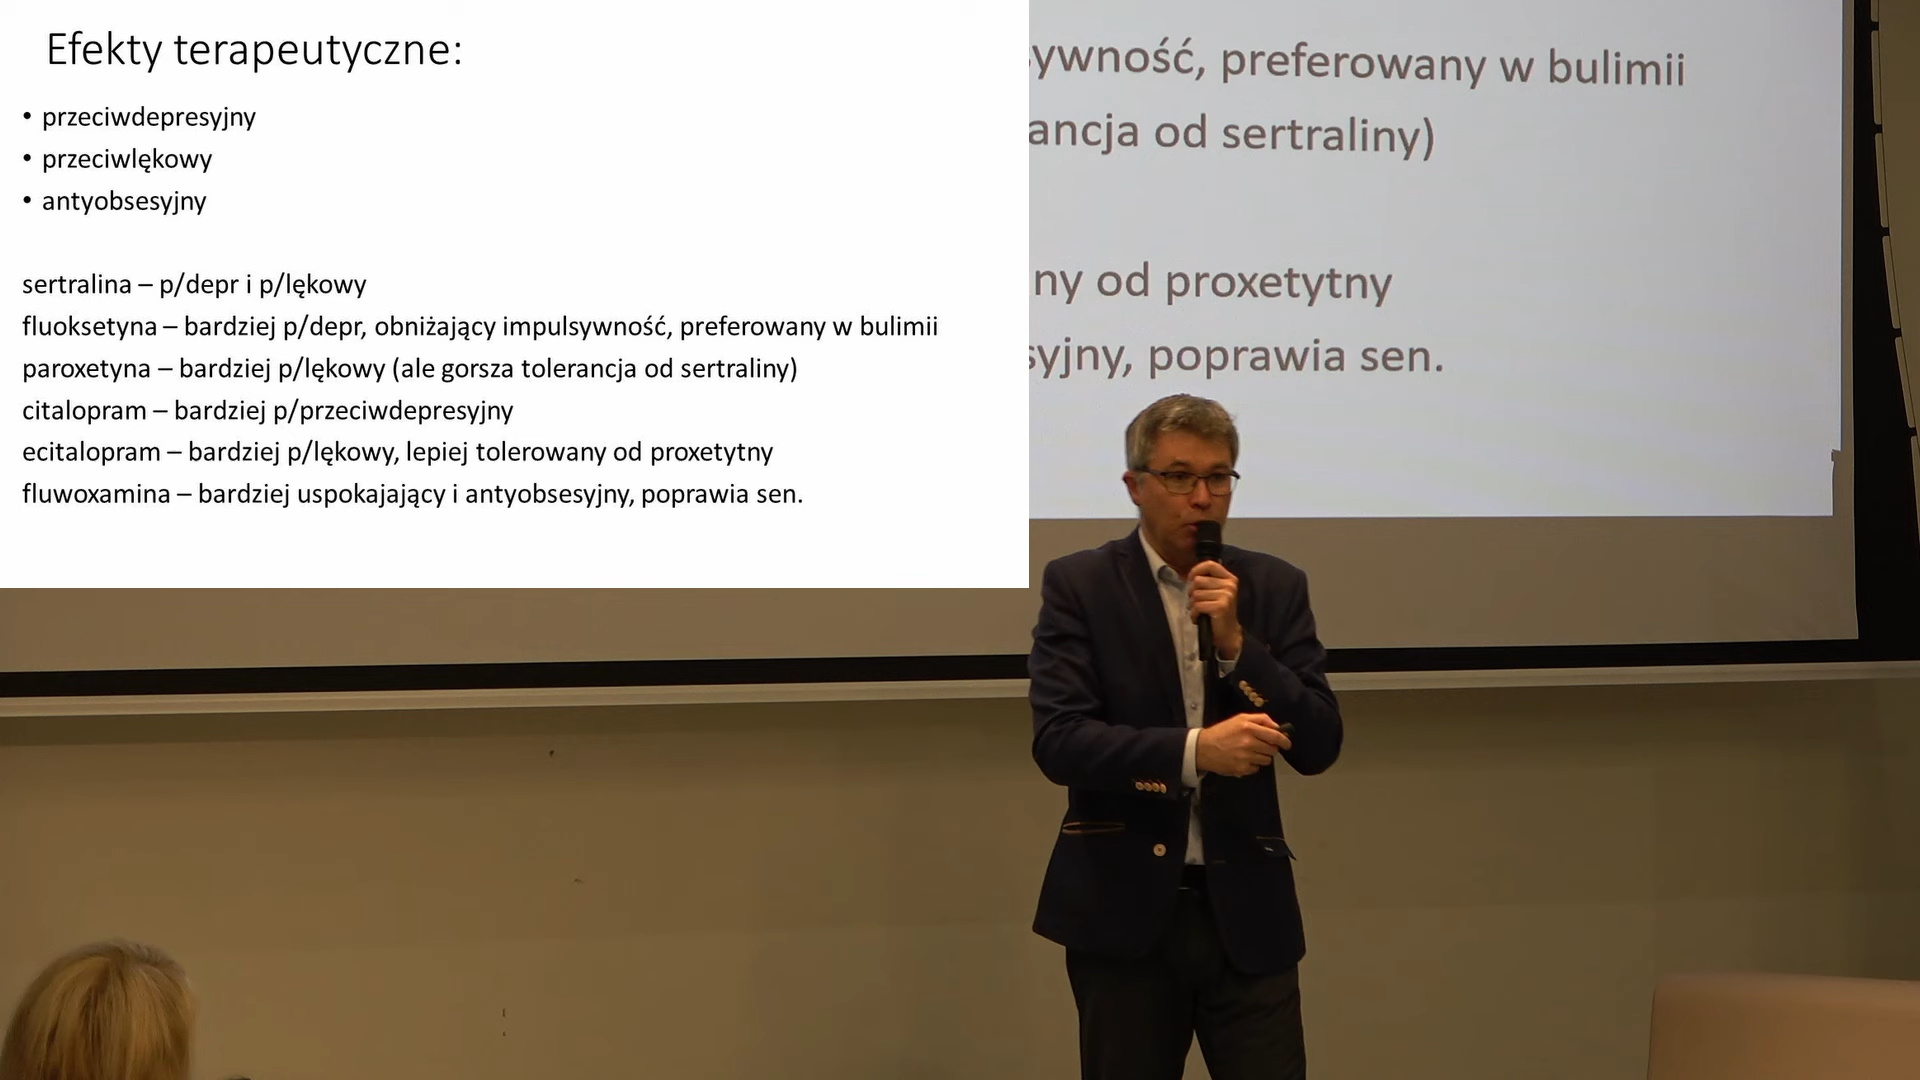 Efekty terapeutyczne:
• przeciwdepresyjny
• przeciwlękowy
• antyobsesyjny
sertralina – p/depr i p/lękowy
fluoksetyna – bardziej p/depr, obniżający impulsywność, preferowany w bulimii
paroxetyna – bardziej p/lękowy (ale gorsza tolerancja od sertraliny)
citalopram – bardziej p/przeciwdepresyjny
ecitalopram – bardziej p/lękowy, lepiej tolerowany od proxetytny
fluwoxamina – bardziej uspokajający i antyobsesyjny, poprawia sen.
ywność, preferowany w bulimii
ancja od sertraliny)
ny od proxetytny
syjny, poprawia sen.